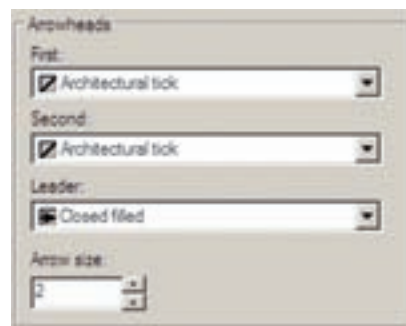 Arrowheads
First:
Architectural tick
Second:
Architectural tick
Leader:
Closed filled
Arrow size:
2